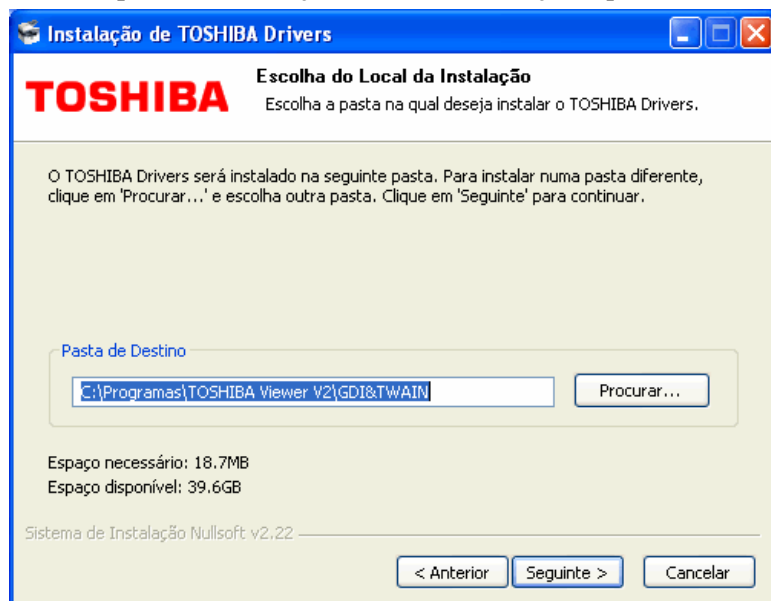 Instalação de TOSHIBA Drivers
TOSHIBA
Escolha do Local da Instalação
Escolha a pasta na qual deseja instalar o TOSHIBA Drivers.
O TOSHIBA Drivers será instalado na seguinte pasta. Para instalar numa pasta diferente,
clique em 'Procurar...' e escolha outra pasta. Clique em 'Seguinte' para continuar.
Pasta de Destino
C:\Programas\TOSHIBA Viewer V2\GDI&TWAIN
Procurar...
Espaço necessário: 18.7MB
Espaço disponível: 39.6GB
Sistema de Instalação Nullsoft v2.22
< Anterior
Seguinte >
Cancelar